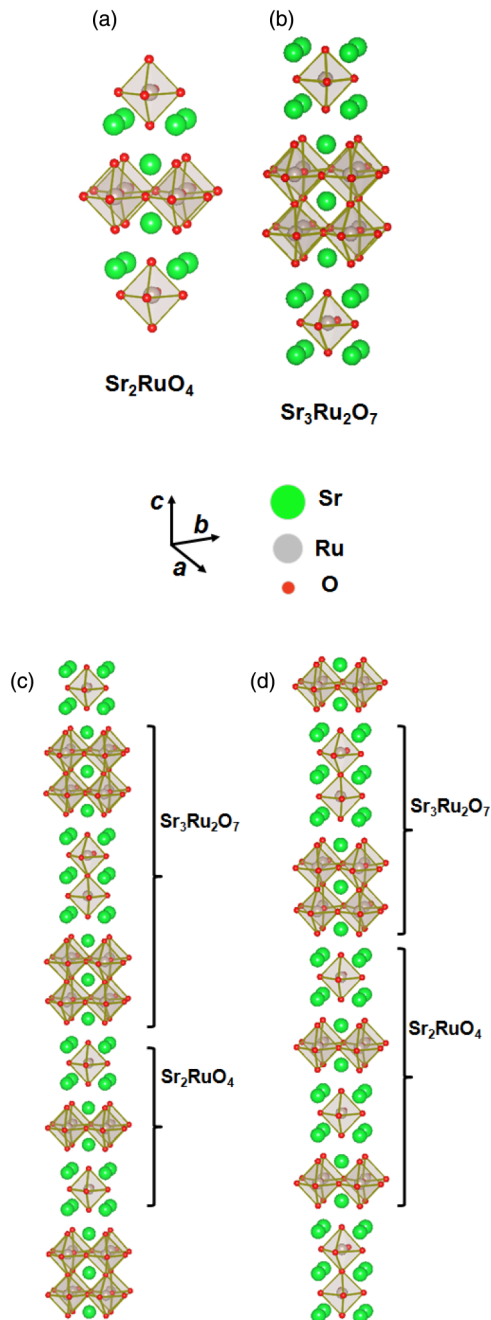 (a)
(b)
Sr₂RuO₄
Sr₃Ru₂O₇
c
b
a
Sr
Ru
O
(c)
(d)
Sr₃Ru₂O₇
Sr₂RuO₄
Sr₃Ru₂O₇
Sr₂RuO₄